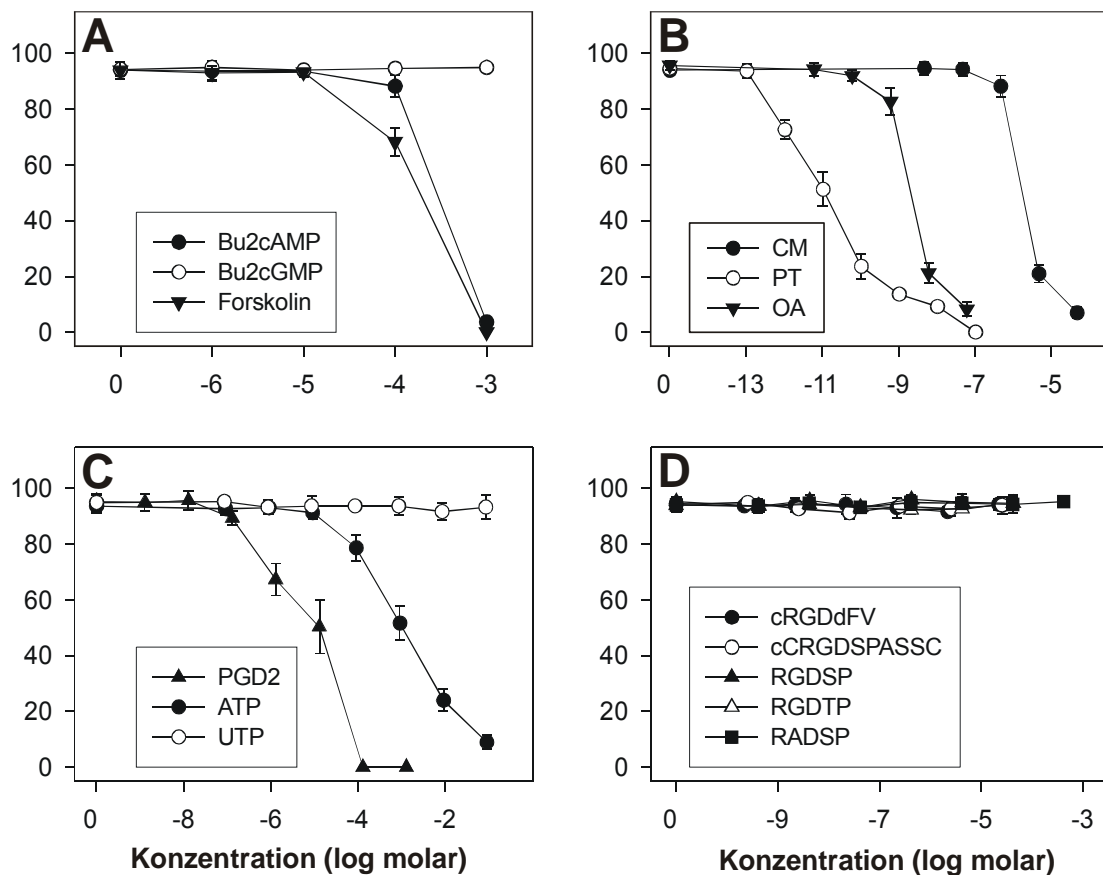 A
100
80
60
40
20
0
Bu2cAMP
Bu2cGMP
Forskolin
0 -6 -5 -4 -3
B
100
80
60
40
20
0
CM
PT
OA
0 -13 -11 -9 -7 -5
C
100
80
60
40
20
0
PGD2
ATP
UTP
0 -8 -6 -4 -2
Konzentration (log molar)
D
100
80
60
40
20
0
cRGDdFV
cCRGDSPASSC
RGDSP
RGDTP
RADSP
0 -9 -7 -5 -3
Konzentration (log molar)